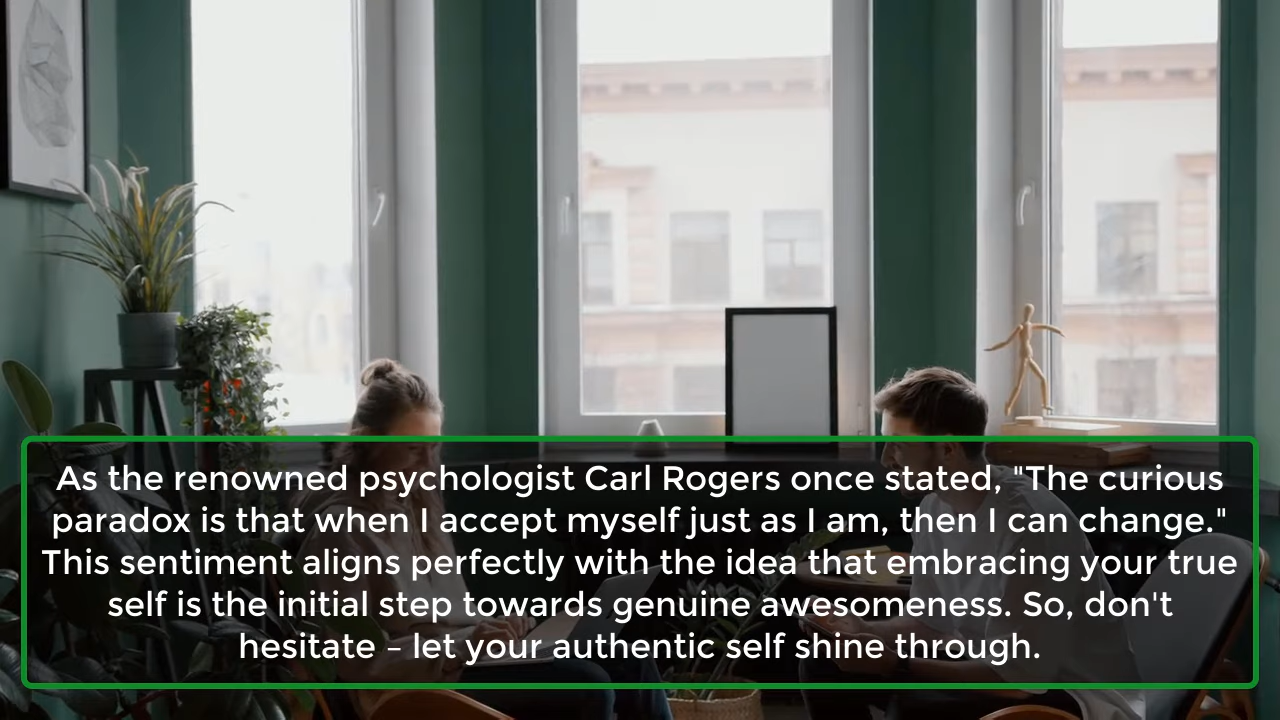 As the renowned psychologist Carl Rogers once stated, "The curious
paradox is that when I accept myself just as I am, then I can change."
This sentiment aligns perfectly with the idea that embracing your true
self is the initial step towards genuine awesomeness. So, don't
hesitate – let your authentic self shine through.